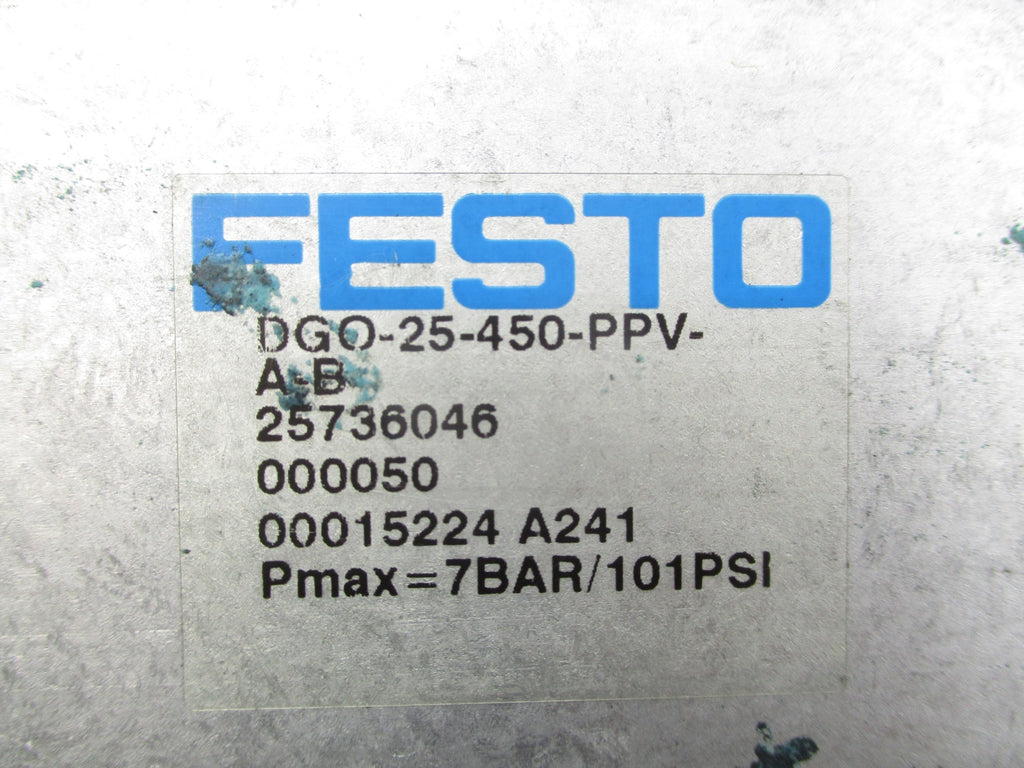 FESTO
DGO-25-450-PPV-
A-B
25736046
000050
00015224 A241
Pmax=7BAR/101PSI